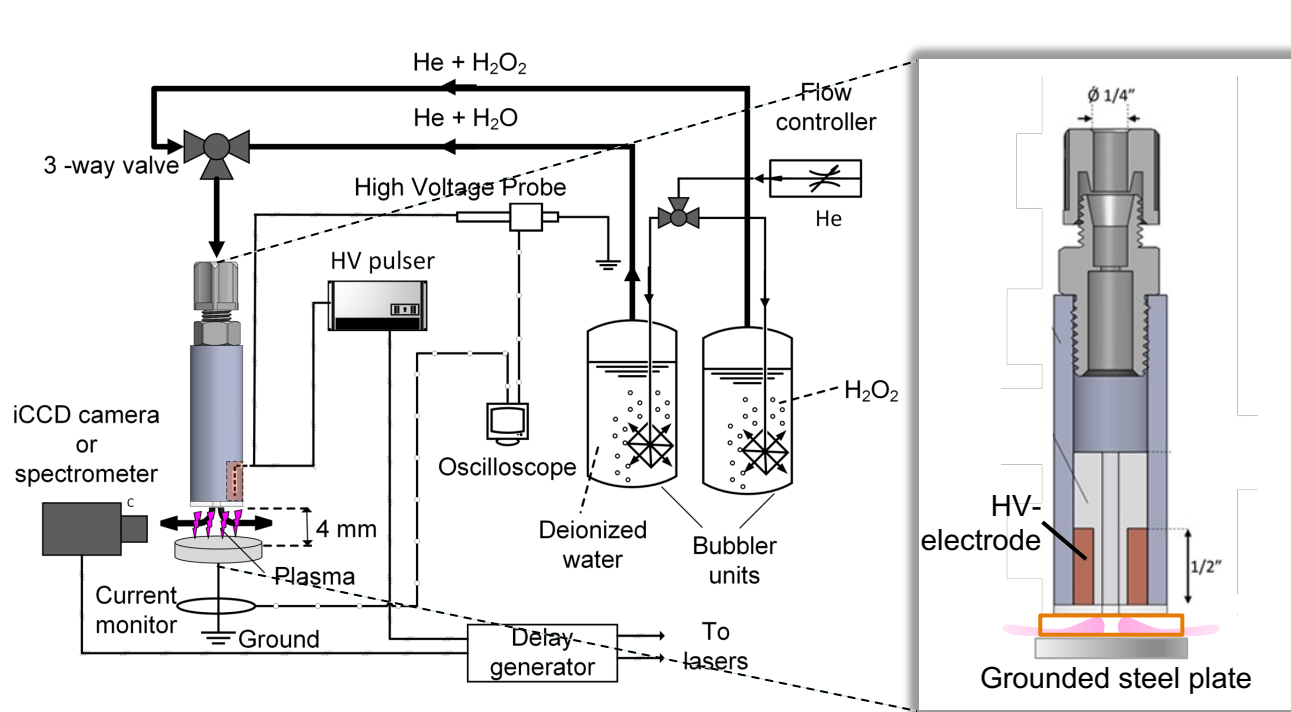 He + H₂O₂
He + H₂O
Flow
controller
3 -way valve
High Voltage Probe
He
HV pulser
iCCD camera
or
spectrometer
C
4 mm
Oscilloscope
H₂O₂
Deionized
water
Bubbler
units
Plasma
Current
monitor
Ground
Delay
generator
To
lasers
Ø 1/4”
HV-
electrode
1/2”
Grounded steel plate